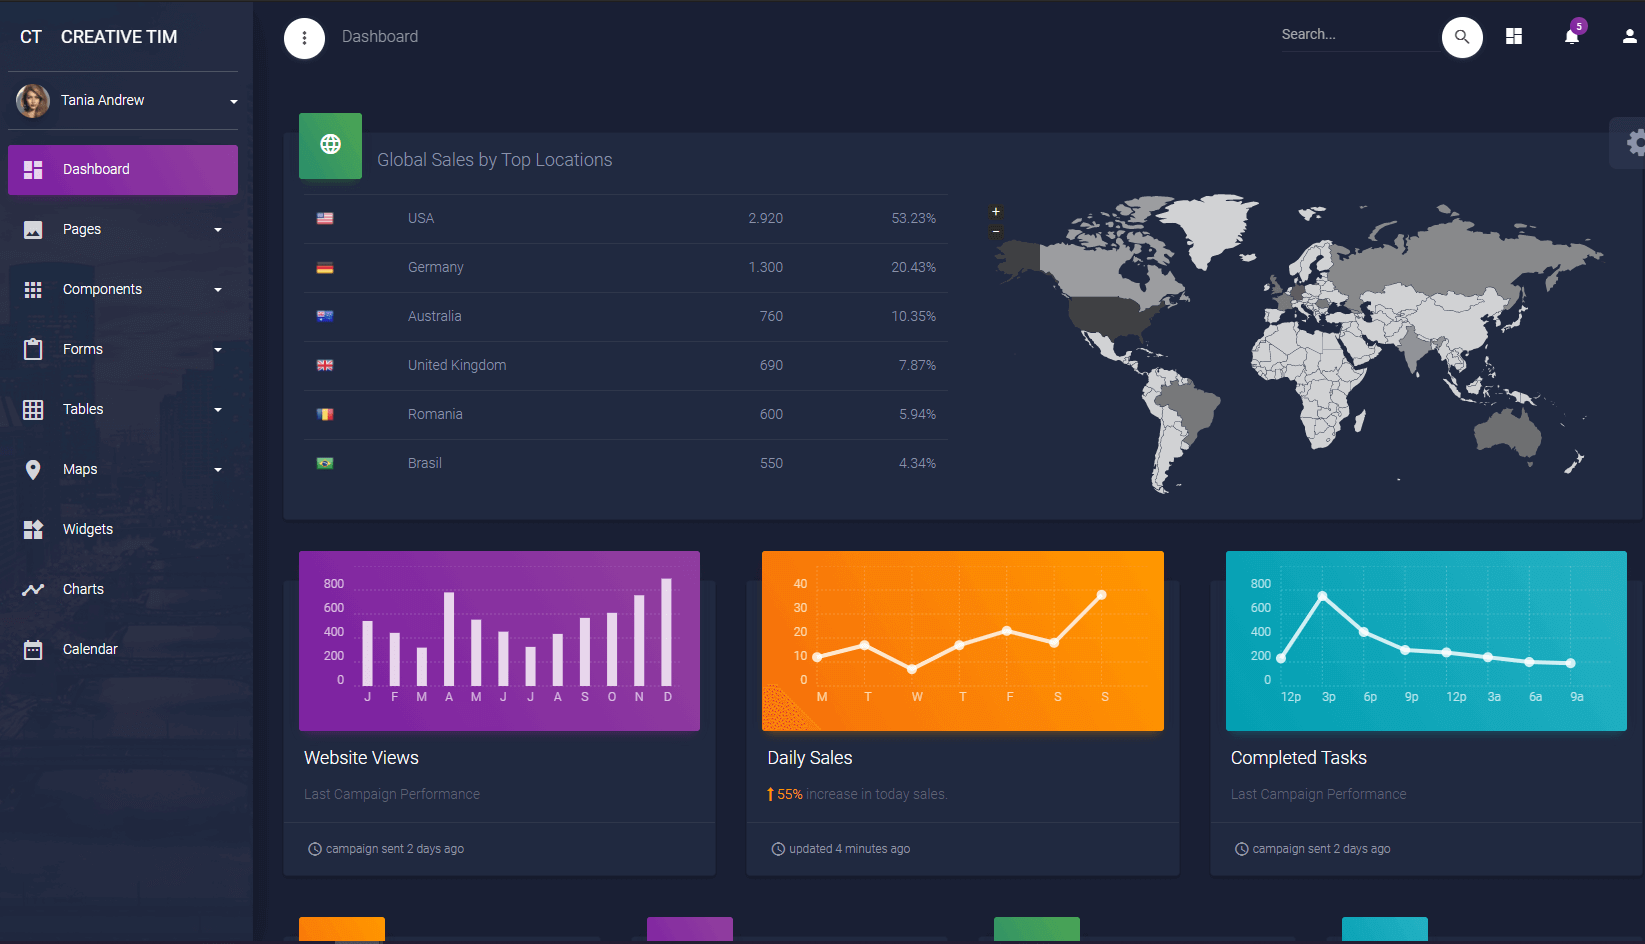 CT CREATIVE TIM
Dashboard
Search...
5
Tania Andrew
Dashboard
Pages
Components
Forms
Tables
Maps
Widgets
Charts
Calendar
Global Sales by Top Locations
USA 2.920 53.23%
Germany 1.300 20.43%
Australia 760 10.35%
United Kingdom 690 7.87%
Romania 600 5.94%
Brasil 550 4.34%
+
−
800
600
400
200
0
J F M A M J J A S O N D
Website Views
Last Campaign Performance
campaign sent 2 days ago
40
30
20
10
0
M T W T F S S
Daily Sales
55% increase in today sales.
updated 4 minutes ago
800
600
400
200
0
12p 3p 6p 9p 12p 3a 6a 9a
Completed Tasks
Last Campaign Performance
campaign sent 2 days ago